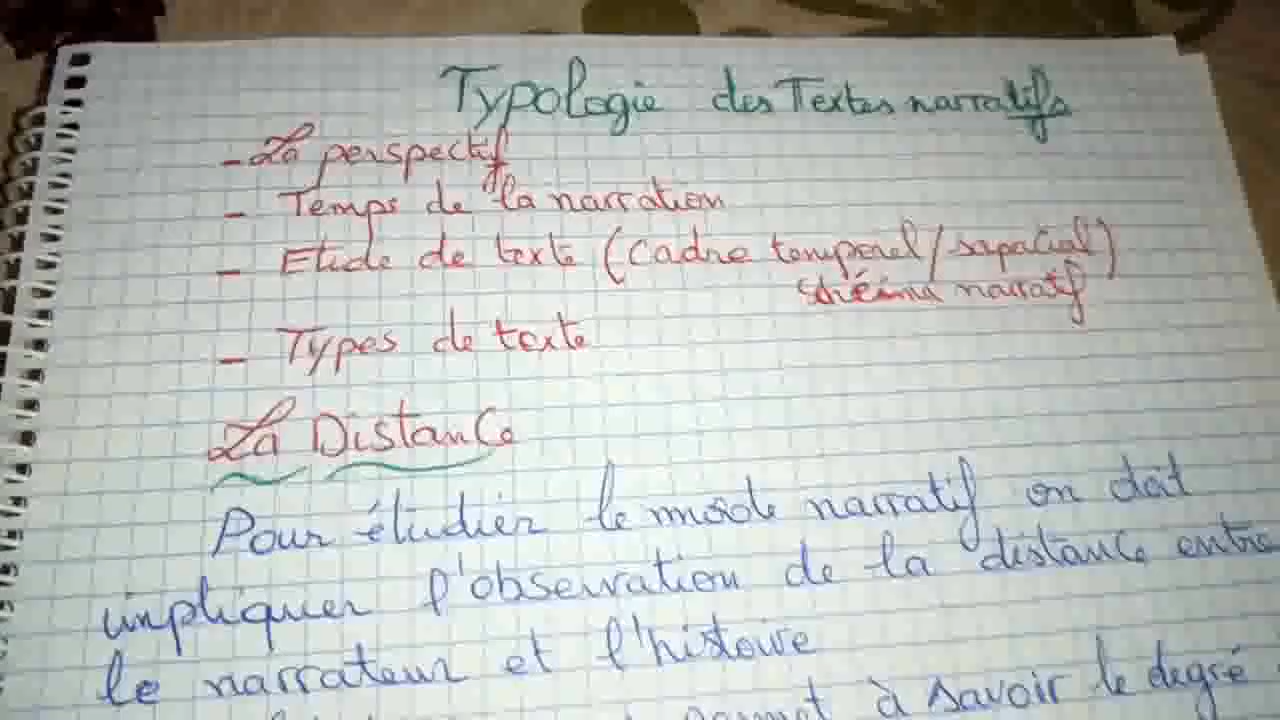 Typologie des Textes narratifs
- La perspectif
- Temps de la narration
- Etude de texte (Cadre temporel / sapacial)
schéma narratif
- Types de texte
La Distance
Pour étudier le mode narratif on doit
impliquer l'observation de la distance entre
le narrateur et l'histoire
permet à savoir le degré